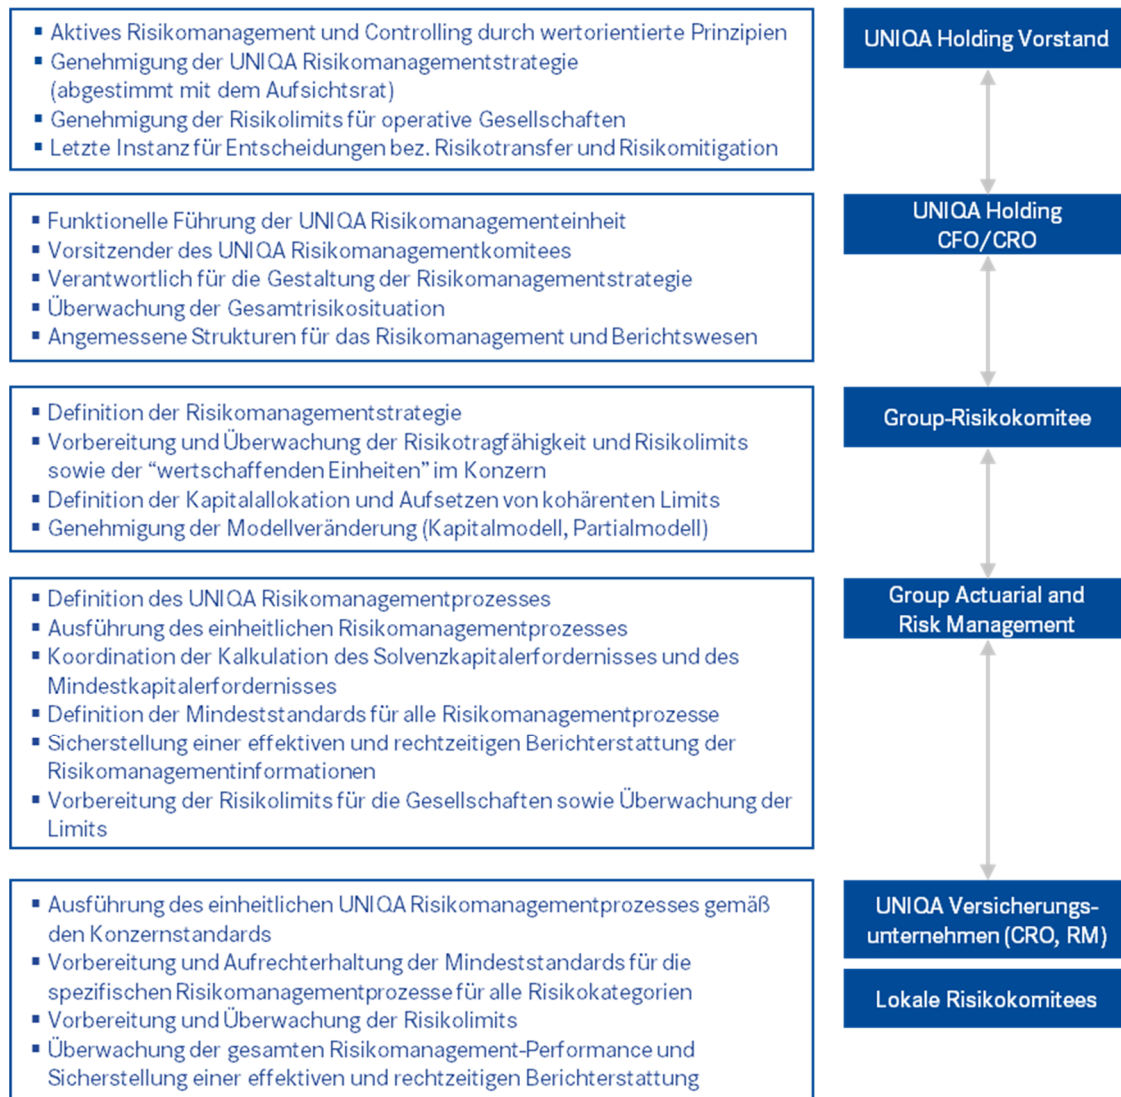 ▪ Aktives Risikomanagement und Controlling durch wertorientierte Prinzipien
▪ Genehmigung der UNIQA Risikomanagementstrategie
(abgestimmt mit dem Aufsichtsrat)
▪ Genehmigung der Risikolimits für operative Gesellschaften
▪ Letzte Instanz für Entscheidungen bez. Risikotransfer und Risikomitigation
UNIQA Holding Vorstand
▪ Funktionelle Führung der UNIQA Risikomanagementeinheit
▪ Vorsitzender des UNIQA Risikomanagementkomitees
▪ Verantwortlich für die Gestaltung der Risikomanagementstrategie
▪ Überwachung der Gesamtrisikosituation
▪ Angemessene Strukturen für das Risikomanagement und Berichtswesen
UNIQA Holding
CFO/CRO
▪ Definition der Risikomanagementstrategie
▪ Vorbereitung und Überwachung der Risikotragfähigkeit und Risikolimits
sowie der “wertschaffenden Einheiten” im Konzern
▪ Definition der Kapitalallokation und Aufsetzen von kohärenten Limits
▪ Genehmigung der Modellveränderung (Kapitalmodell, Partialmodell)
Group-Risikokomitee
▪ Definition des UNIQA Risikomanagementprozesses
▪ Ausführung des einheitlichen Risikomanagementprozesses
▪ Koordination der Kalkulation des Solvenzkapitalerfordernisses und des
Mindestkapitalerfordernisses
▪ Definition der Mindeststandards für alle Risikomanagementprozesse
▪ Sicherstellung einer effektiven und rechtzeitigen Berichterstattung der
Risikomanagementinformationen
▪ Vorbereitung der Risikolimits für die Gesellschaften sowie Überwachung der
Limits
Group Actuarial and
Risk Management
▪ Ausführung des einheitlichen UNIQA Risikomanagementprozesses gemäß
den Konzernstandards
▪ Vorbereitung und Aufrechterhaltung der Mindeststandards für die
spezifischen Risikomanagementprozesse für alle Risikokategorien
▪ Vorbereitung und Überwachung der Risikolimits
▪ Überwachung der gesamten Risikomanagement-Performance und
Sicherstellung einer effektiven und rechtzeitigen Berichterstattung
UNIQA Versicherungs-
unternehmen (CRO, RM)
Lokale Risikokomitees